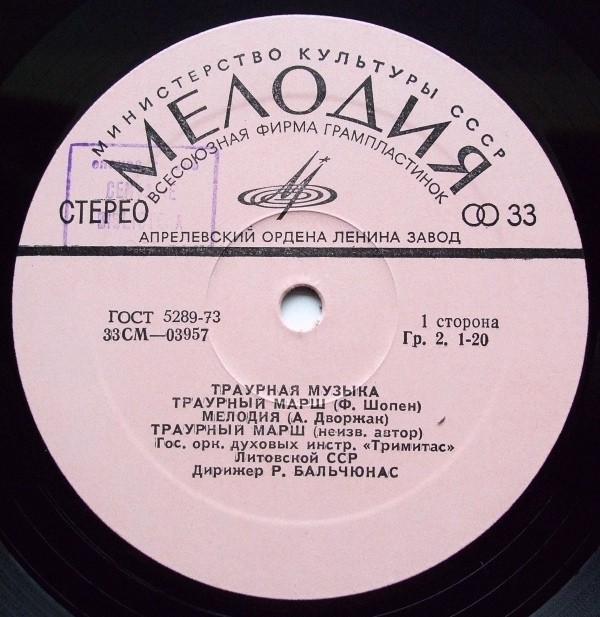 МИНИСТЕРСТВО КУЛЬТУРЫ СССР
МЕЛОДИЯ
ВСЕСОЮЗНАЯ ФИРМА ГРАМПЛАСТИНОК
СТЕРЕО
33
АПРЕЛЕВСКИЙ ОРДЕНА ЛЕНИНА ЗАВОД
ГОСТ 5289-73
33СМ—03957
1 сторона
Гр. 2. 1-20
ТРАУРНАЯ МУЗЫКА
ТРАУРНЫЙ МАРШ (Ф. Шопен)
МЕЛОДИЯ (А. Дворжак)
ТРАУРНЫЙ МАРШ (неизв. автор)
Гос. орк. духовых инстр. «Тримитас»
Литовской ССР
Дирижер Р. БАЛЬЧЮНАС